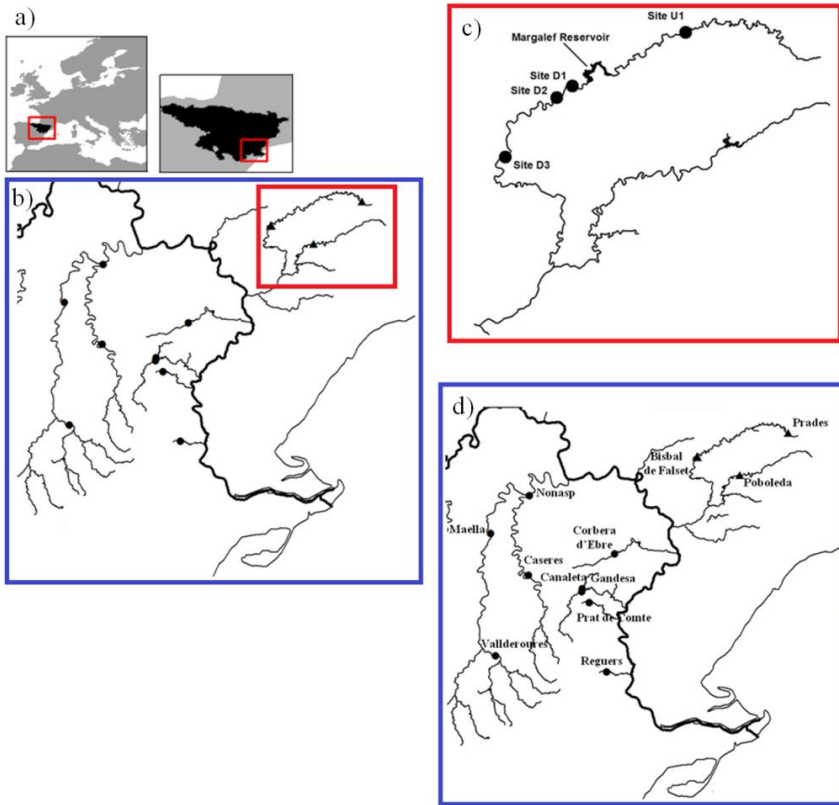 a)
c)
Site U1
Margalef Reservoir
Site D1
Site D2
Site D3
b)
d)
Prades
Bisbal
de Falset
Poboleda
Nonasp
Maella
Corbera
d'Ebre
Caseres
Canaleta
Gandesa
Prat de Comte
Vallderoures
Reguers